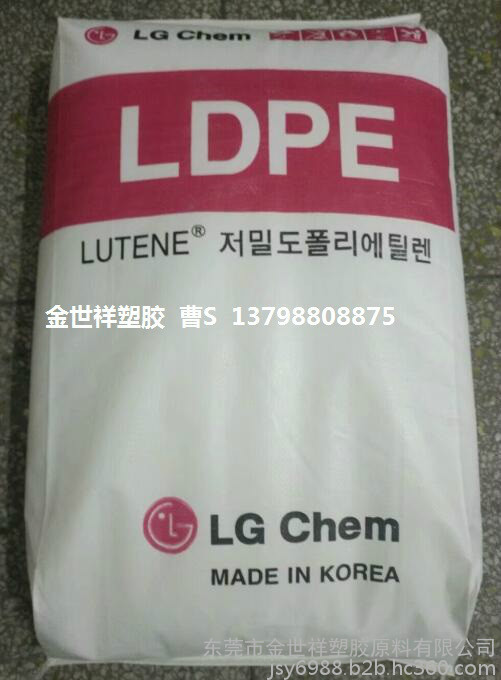 LG Chem
LDPE
LUTENE® 저밀도폴리에틸렌
金世祥塑胶 曹S 13798808875
LG Chem
MADE IN KOREA
东莞市金世祥塑胶原料有限公司
jsy6988.b2b.hc360.com